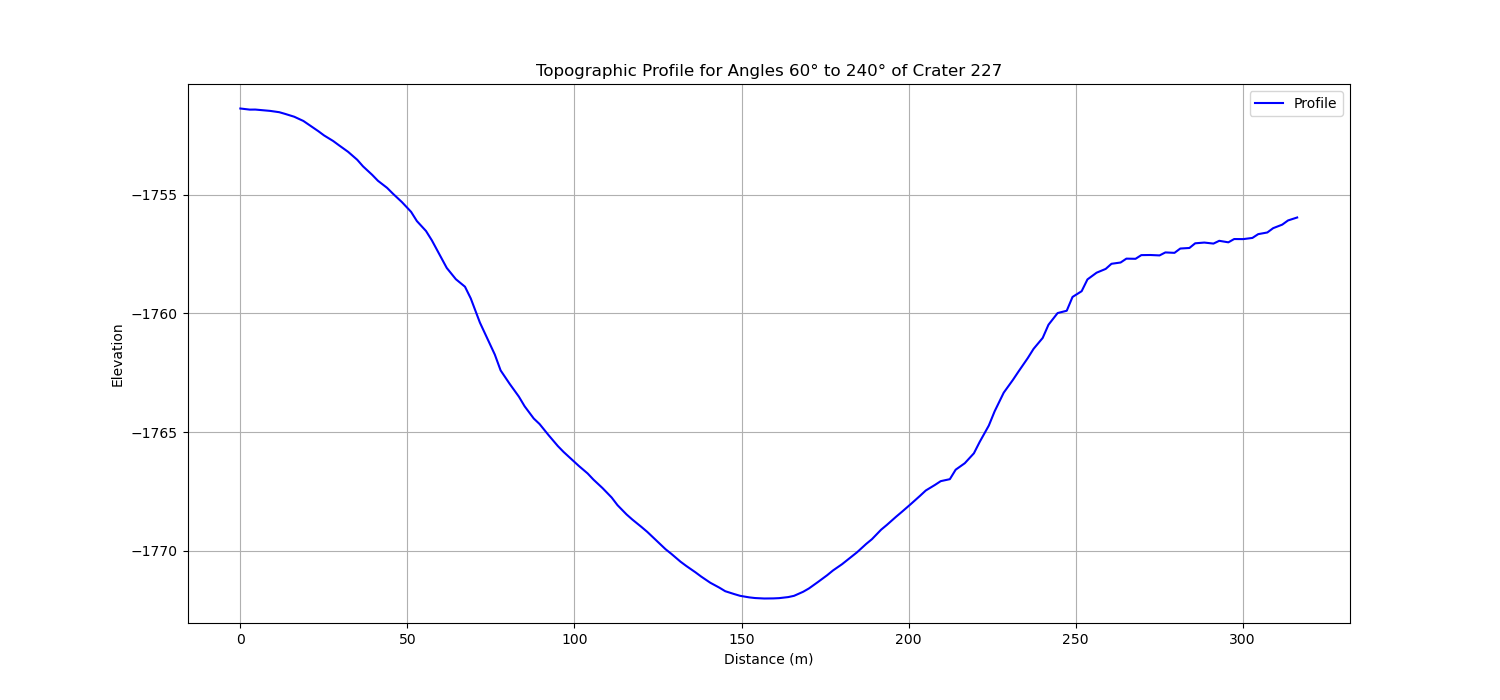 Topographic Profile for Angles 60° to 240° of Crater 227
Profile
−1755
−1760
−1765
−1770
Elevation
0 50 100 150 200 250 300
Distance (m)